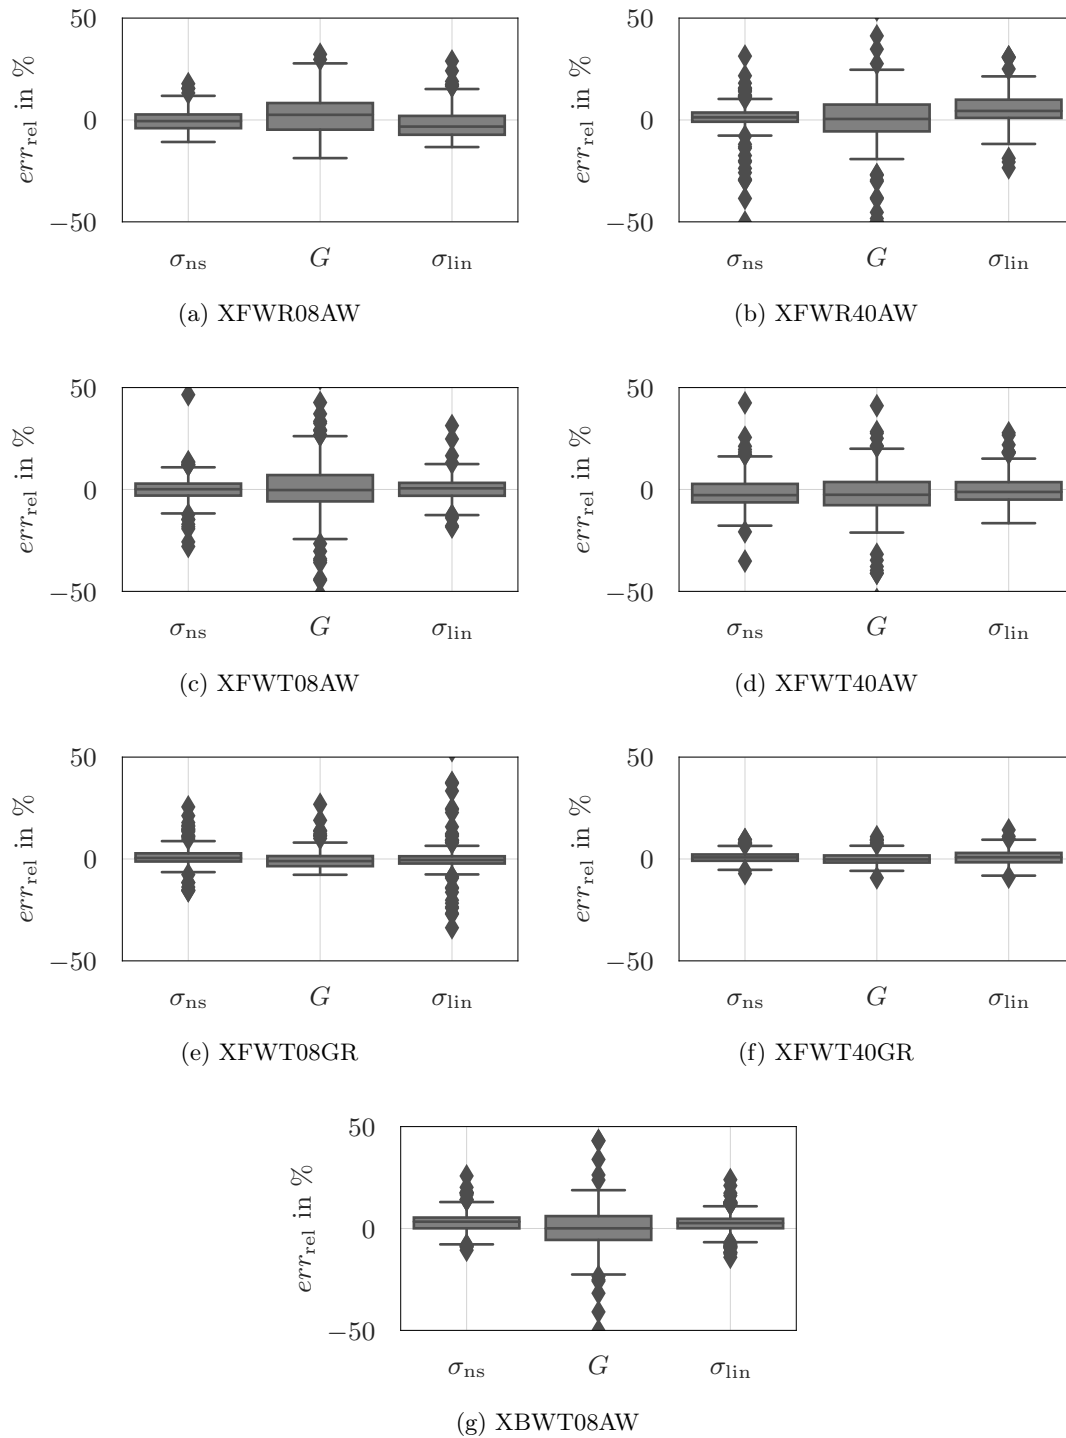 50
0
−50
err_rel in %
σ_ns G σ_lin
(a) XFWR08AW
50
0
−50
err_rel in %
σ_ns G σ_lin
(b) XFWR40AW
50
0
−50
err_rel in %
σ_ns G σ_lin
(c) XFWT08AW
50
0
−50
err_rel in %
σ_ns G σ_lin
(d) XFWT40AW
50
0
−50
err_rel in %
σ_ns G σ_lin
(e) XFWT08GR
50
0
−50
err_rel in %
σ_ns G σ_lin
(f) XFWT40GR
50
0
−50
err_rel in %
σ_ns G σ_lin
(g) XBWT08AW